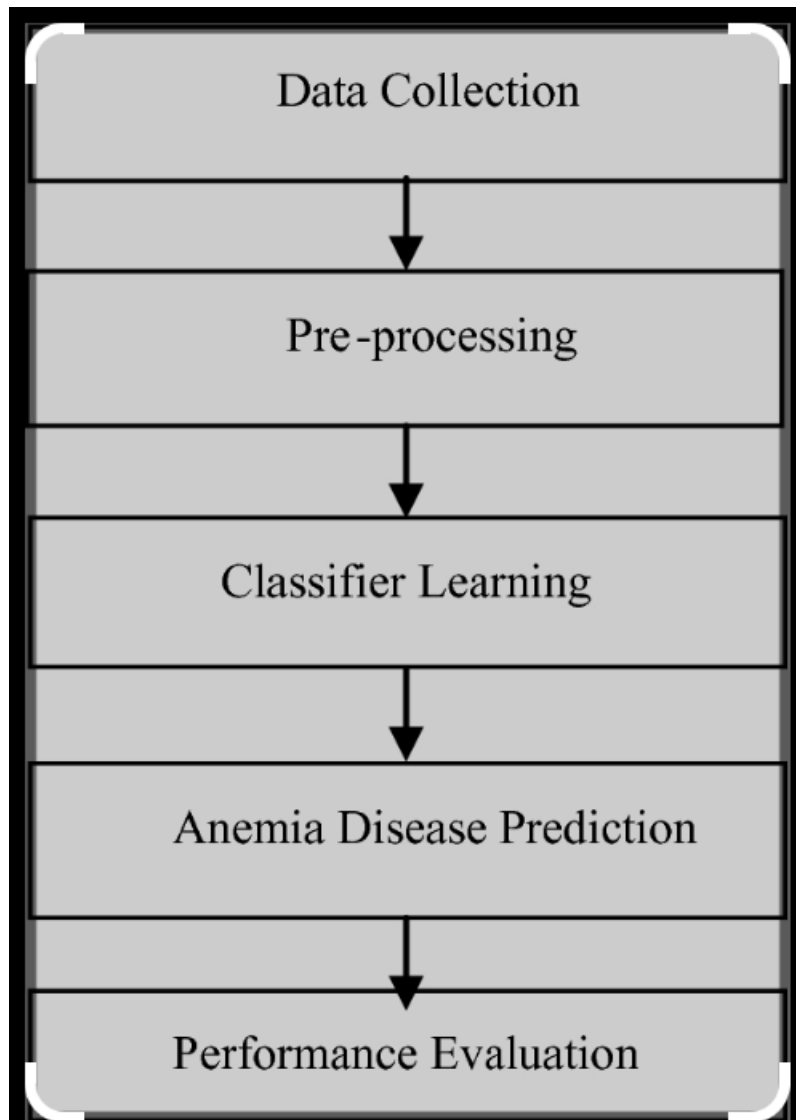 Data Collection
Pre-processing
Classifier Learning
Anemia Disease Prediction
Performance Evaluation